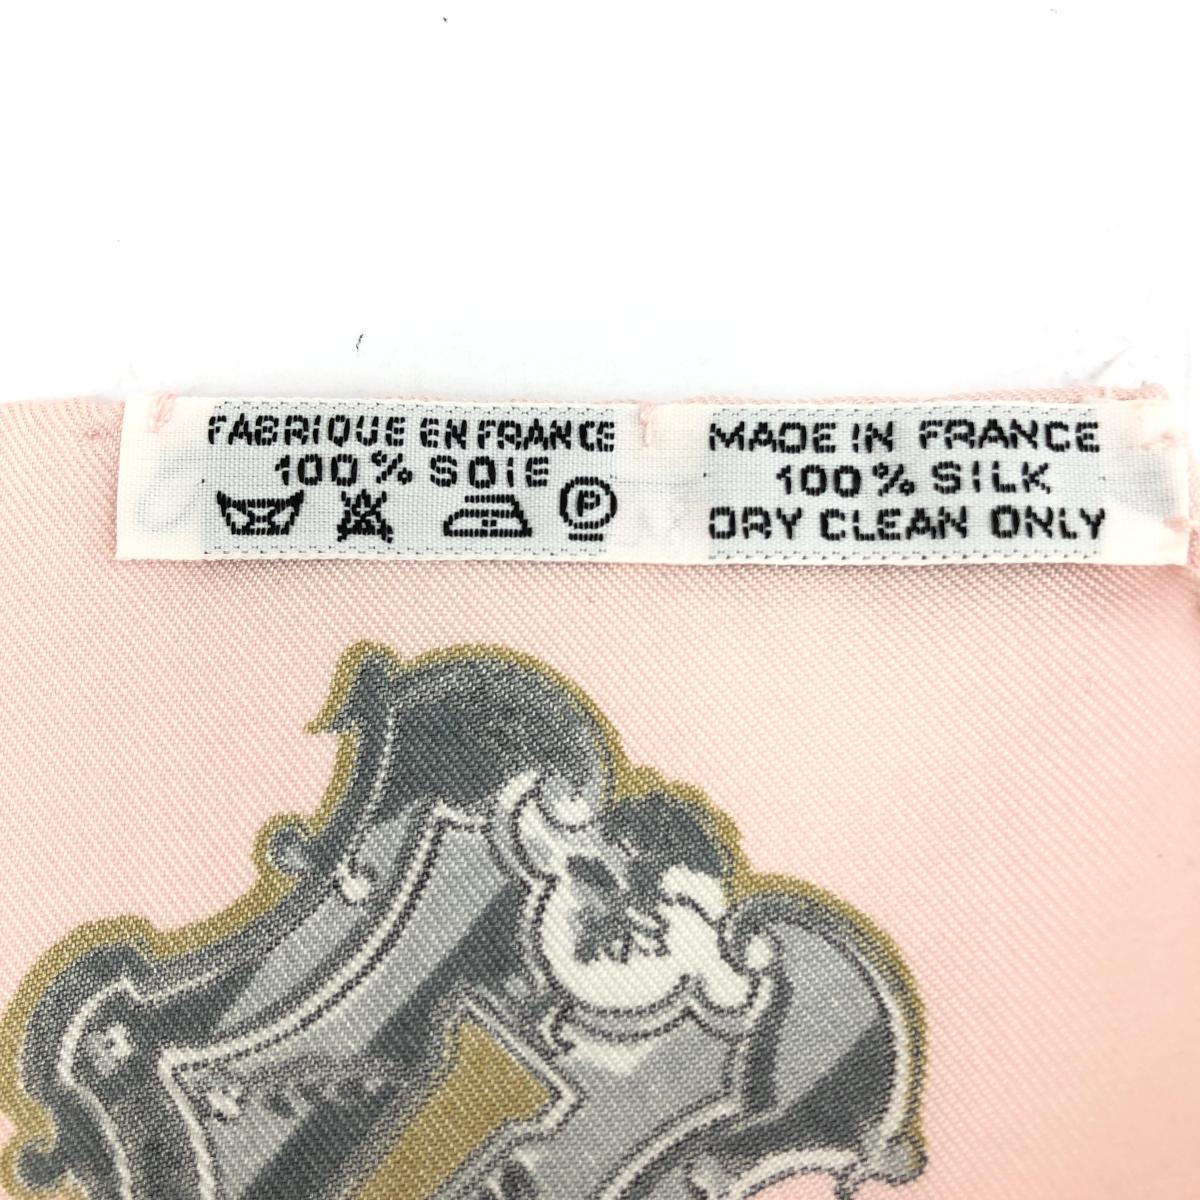 FABRIQUE EN FRANCE
100% SOIE
P
MADE IN FRANCE
100% SILK
DRY CLEAN ONLY